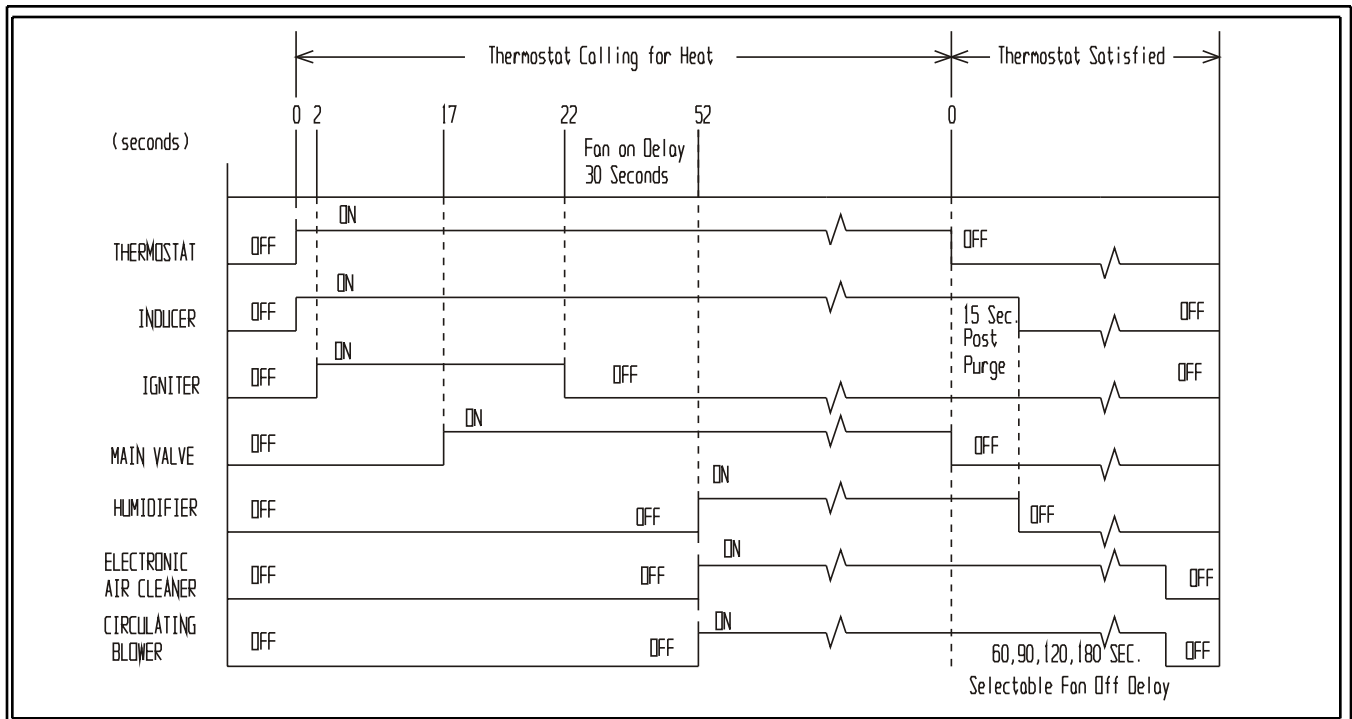 Thermostat Calling for Heat
Thermostat Satisfied
0 2 17 22 52 0
(seconds)
Fan on Delay
30 Seconds
THERMOSTAT OFF ON OFF
INDUCER OFF ON OFF
15 Sec.
Post
Purge
IGNITER OFF ON OFF OFF
MAIN VALVE OFF ON OFF
HUMIDIFIER OFF OFF ON OFF
ELECTRONIC
AIR CLEANER
OFF OFF ON OFF
CIRCULATING
BLOWER
OFF OFF ON OFF
60,90,120,180 SEC.
Selectable Fan Off Delay